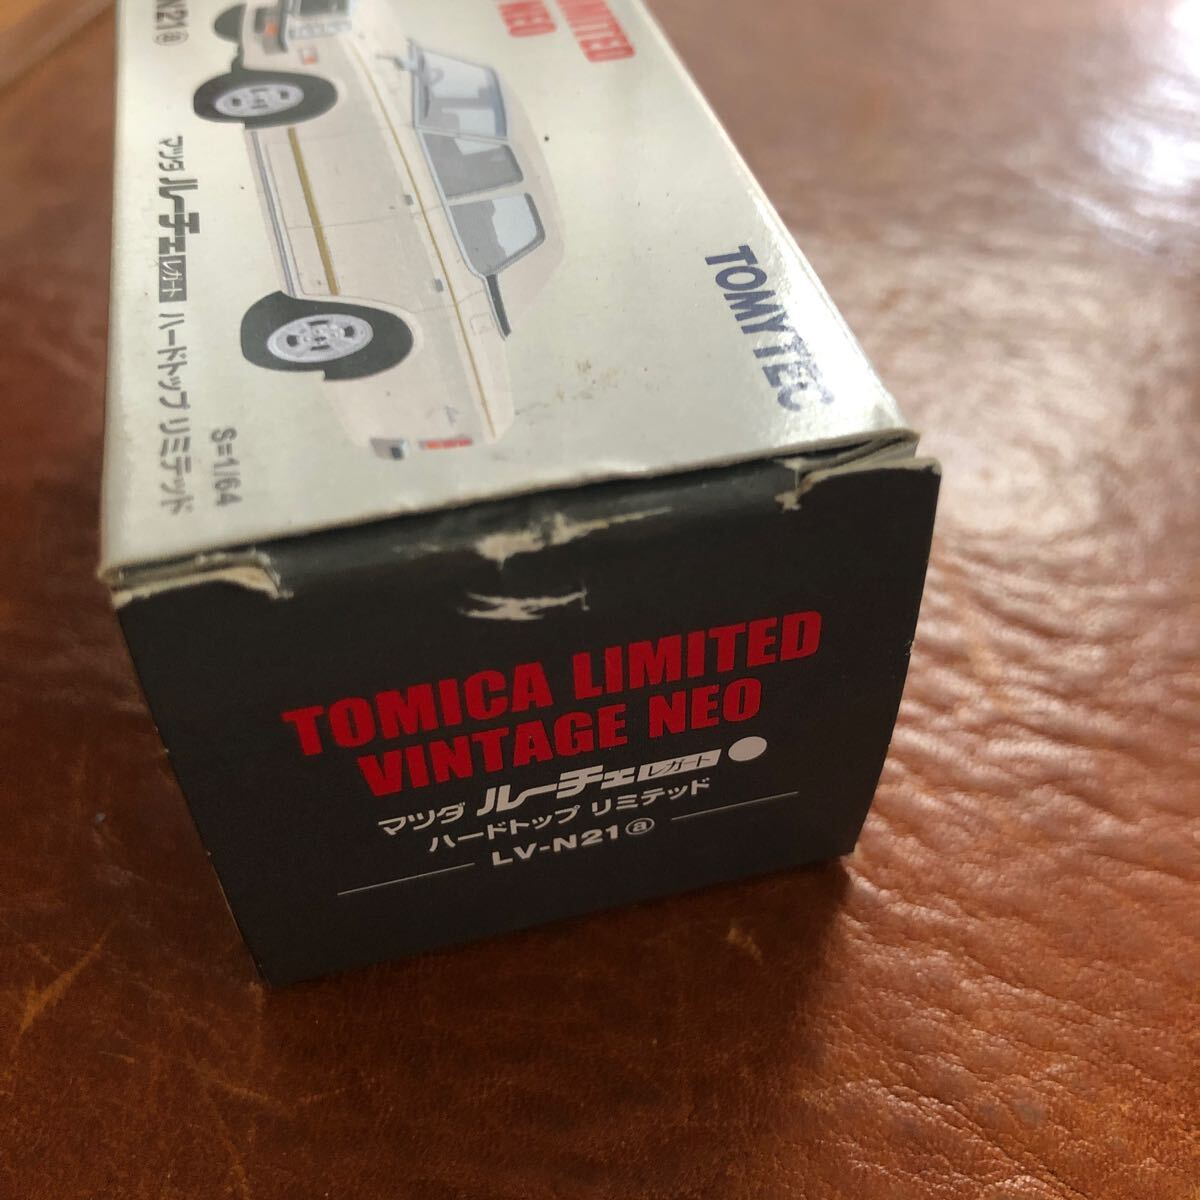 LIMITED
NEO
N21ⓐ
マツダ ルーチェ レガート ハードトップ リミテッド
S=1/64
TOMYTEC
TOMICA LIMITED
VINTAGE NEO
マツダ ルーチェ レガート
ハードトップ リミテッド
LV-N21ⓐ